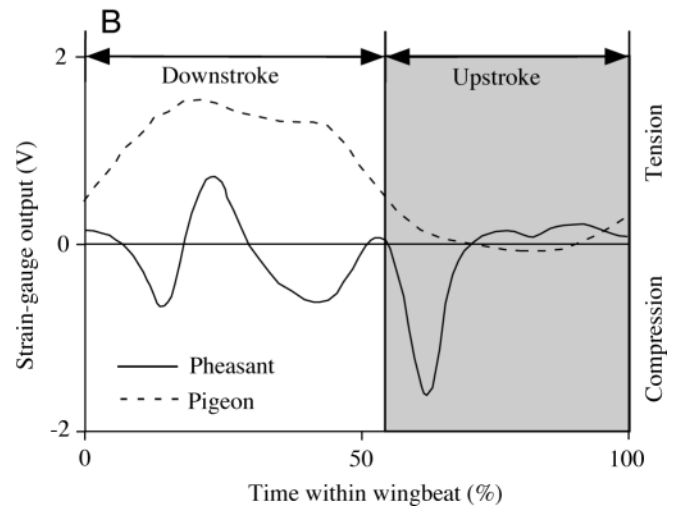 B
2
Downstroke
Upstroke
Strain-gauge output (V)
Tension
0
Compression
Pheasant
Pigeon
-2
0
50
100
Time within wingbeat (%)